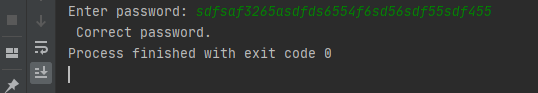 Enter password: sdfsaf3265asdfds6554f6sd56sdf55sdf455
Correct password.
Process finished with exit code 0